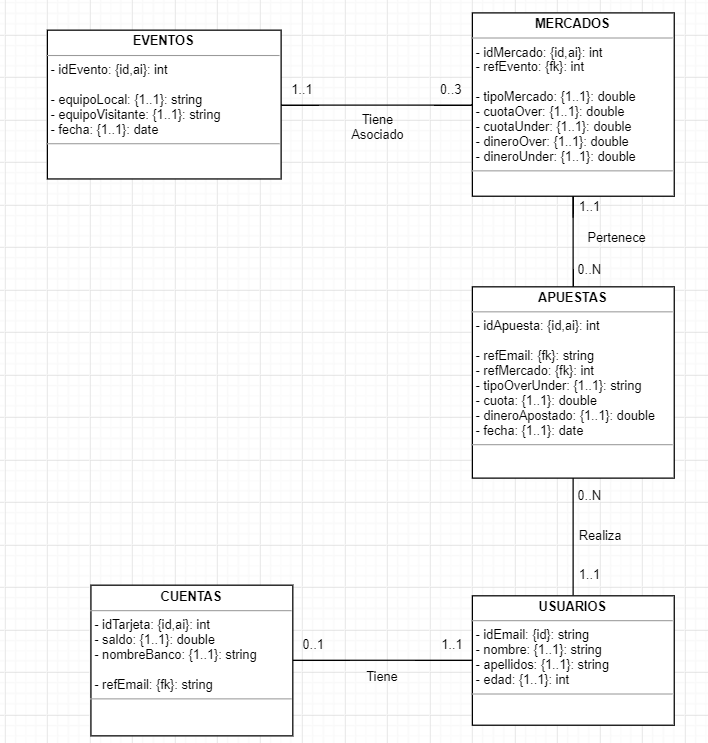 EVENTOS
- idEvento: {id,ai}: int
- equipoLocal: {1..1}: string
- equipoVisitante: {1..1}: string
- fecha: {1..1}: date
1..1
0..3
Tiene
Asociado
MERCADOS
- idMercado: {id,ai}: int
- refEvento: {fk}: int
- tipoMercado: {1..1}: double
- cuotaOver: {1..1}: double
- cuotaUnder: {1..1}: double
- dineroOver: {1..1}: double
- dineroUnder: {1..1}: double
1..1
Pertenece
0..N
APUESTAS
- idApuesta: {id,ai}: int
- refEmail: {fk}: string
- refMercado: {fk}: int
- tipoOverUnder: {1..1}: string
- cuota: {1..1}: double
- dineroApostado: {1..1}: double
- fecha: {1..1}: date
0..N
Realiza
1..1
CUENTAS
- idTarjeta: {id,ai}: int
- saldo: {1..1}: double
- nombreBanco: {1..1}: string
- refEmail: {fk}: string
0..1
1..1
Tiene
USUARIOS
- idEmail: {id}: string
- nombre: {1..1}: string
- apellidos: {1..1}: string
- edad: {1..1}: int